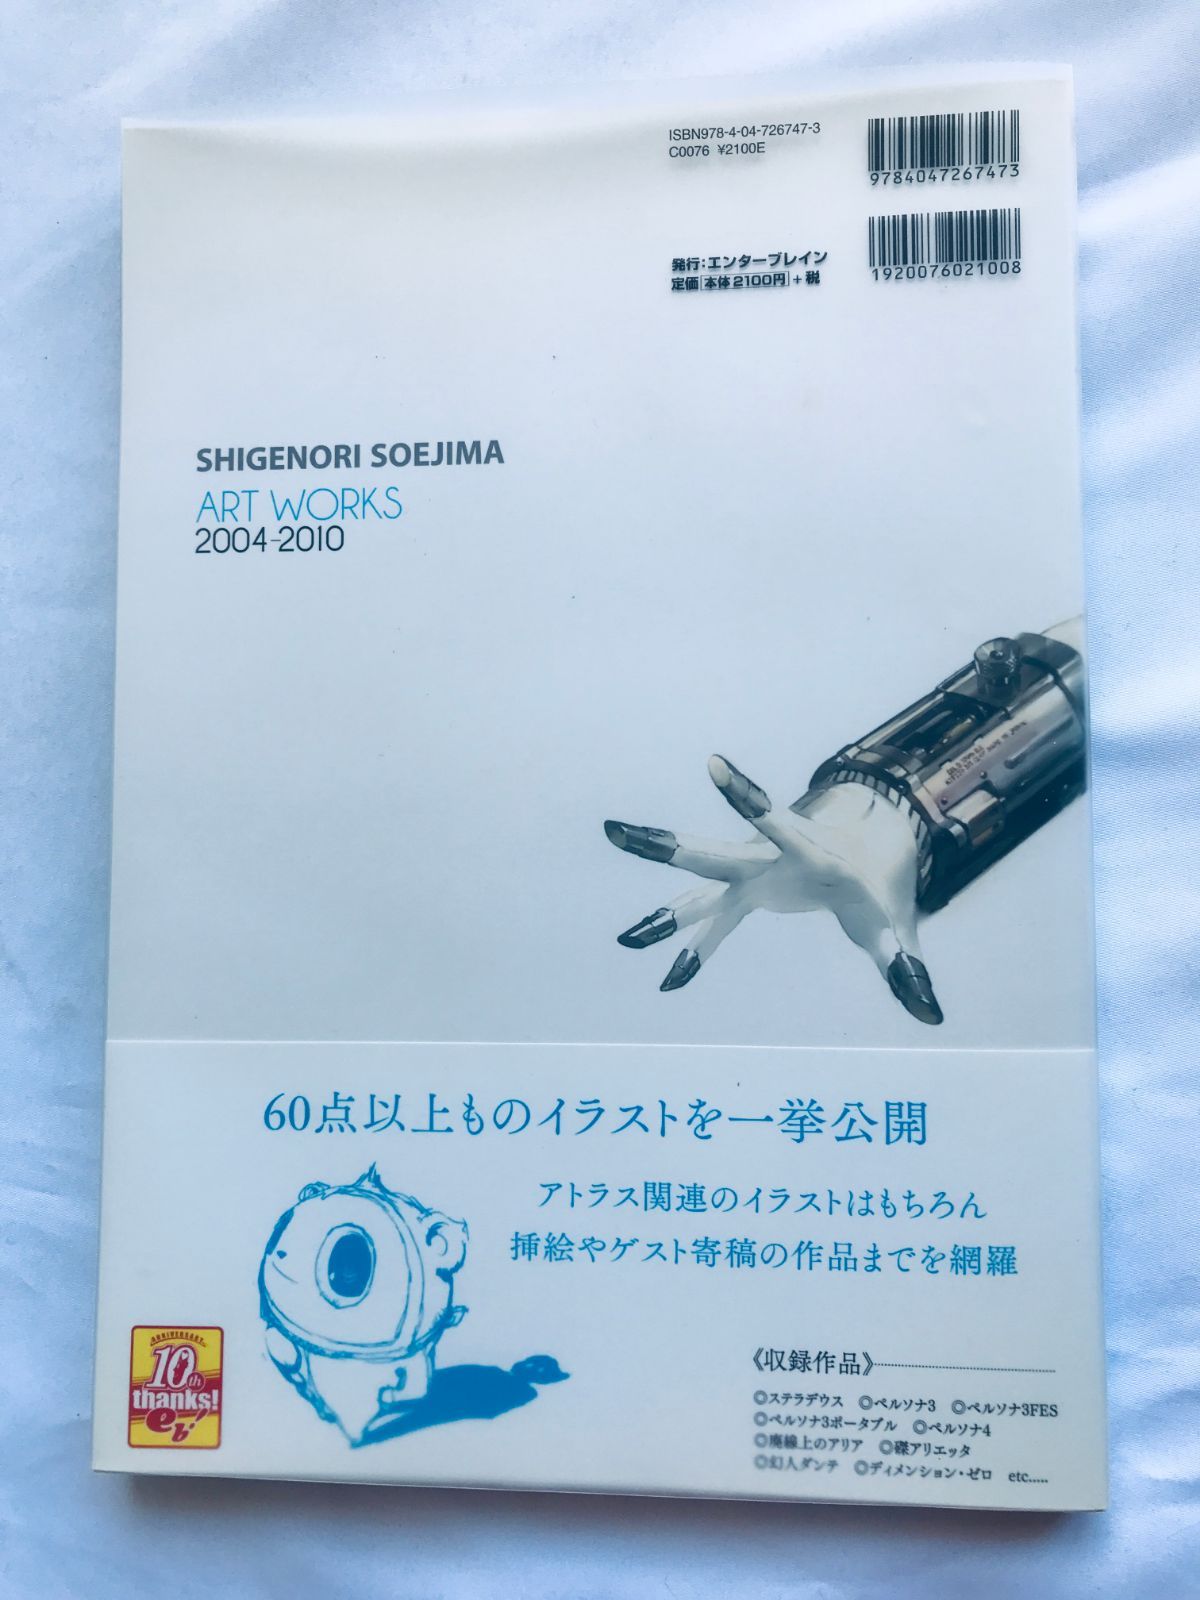 ISBN978-4-04-726747-3
C0076 ¥2100E
9784047267473
1920076021008
発行：エンターブレイン
定価 本体2100円 +税
SHIGENORI SOEJIMA
ART WORKS
2004-2010
60点以上ものイラストを一挙公開
アトラス関連のイラストはもちろん
挿絵やゲスト寄稿の作品までを網羅
ANNIVERSARY
10th
thanks!
eb!
《収録作品》
◎ステラデウス ◎ペルソナ3 ◎ペルソナ3FES
◎ペルソナ3ポータブル ◎ペルソナ4
◎廃線上のアリア ◎磔アリエッタ
◎幻人ダンテ ◎ディメンション・ゼロ etc.....